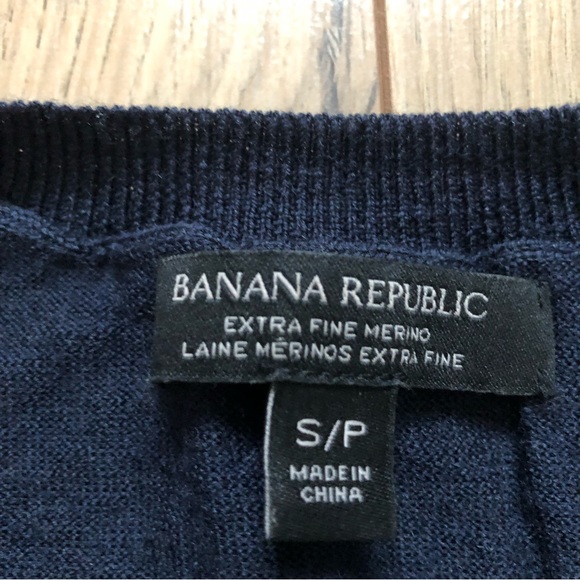 BANANA REPUBLIC
EXTRA FINE MERINO
LAINE MÉRINOS EXTRA FINE
S/P
MADE IN
CHINA